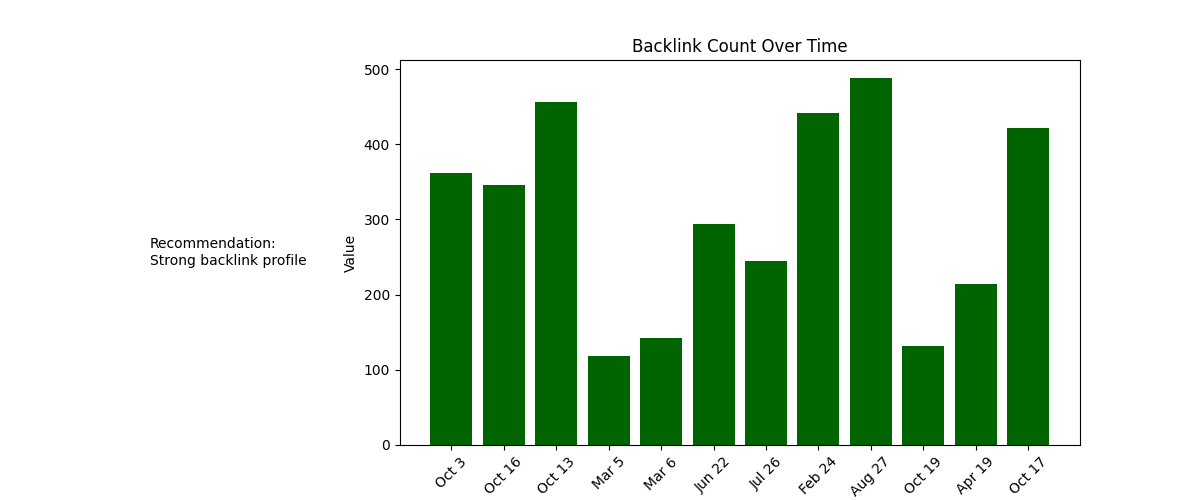 Backlink Count Over Time
Recommendation:
Strong backlink profile
Value
500
400
300
200
100
0
Oct 3
Oct 16
Oct 13
Mar 5
Mar 6
Jun 22
Jul 26
Feb 24
Aug 27
Oct 19
Apr 19
Oct 17